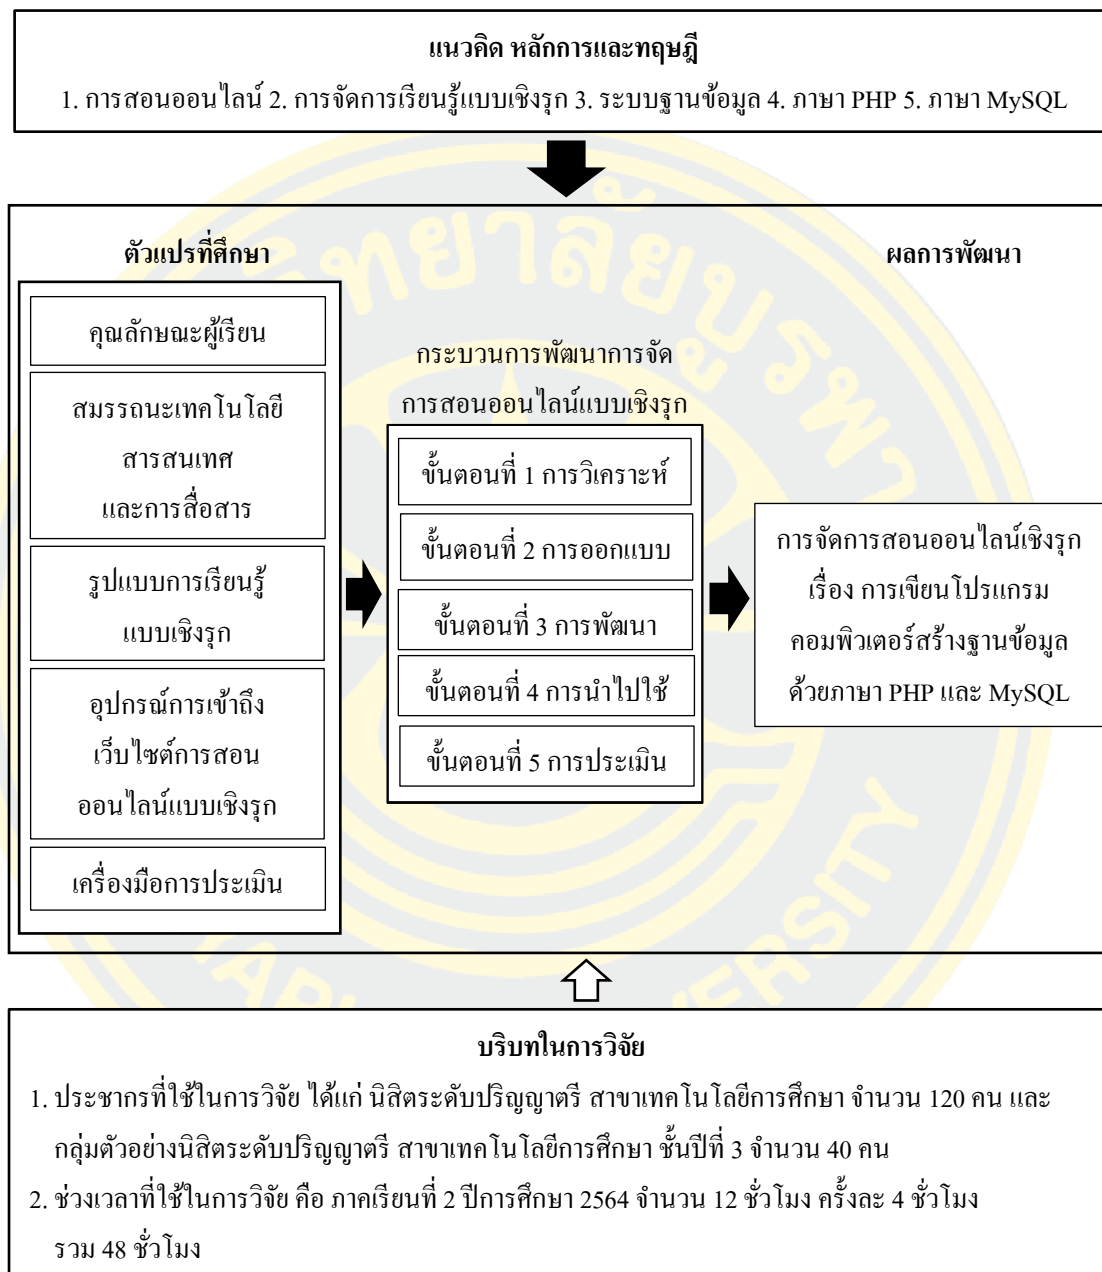 แนวคิด หลักการและทฤษฎี
1. การสอนออนไลน์ 2. การจัดการเรียนรู้แบบเชิงรุก 3. ระบบฐานข้อมูล 4. ภาษา PHP 5. ภาษา MySQL
ตัวแปรที่ศึกษา
คุณลักษณะผู้เรียน
สมรรถนะเทคโนโลยี
สารสนเทศ
และการสื่อสาร
รูปแบบการเรียนรู้
แบบเชิงรุก
อุปกรณ์การเข้าถึง
เว็บไซต์การสอน
ออนไลน์แบบเชิงรุก
เครื่องมือการประเมิน
กระบวนการพัฒนาการจัด
การสอนออนไลน์แบบเชิงรุก
ขั้นตอนที่ 1 การวิเคราะห์
ขั้นตอนที่ 2 การออกแบบ
ขั้นตอนที่ 3 การพัฒนา
ขั้นตอนที่ 4 การนำไปใช้
ขั้นตอนที่ 5 การประเมิน
ผลการพัฒนา
การจัดการสอนออนไลน์เชิงรุก
เรื่อง การเขียนโปรแกรม
คอมพิวเตอร์สร้างฐานข้อมูล
ด้วยภาษา PHP และ MySQL
บริบทในการวิจัย
1. ประชากรที่ใช้ในการวิจัย ได้แก่ นิสิตระดับปริญญาตรี สาขาเทคโนโลยีการศึกษา จำนวน 120 คน และ
กลุ่มตัวอย่างนิสิตระดับปริญญาตรี สาขาเทคโนโลยีการศึกษา ชั้นปีที่ 3 จำนวน 40 คน
2. ช่วงเวลาที่ใช้ในการวิจัย คือ ภาคเรียนที่ 2 ปีการศึกษา 2564 จำนวน 12 ชั่วโมง ครั้งละ 4 ชั่วโมง
รวม 48 ชั่วโมง